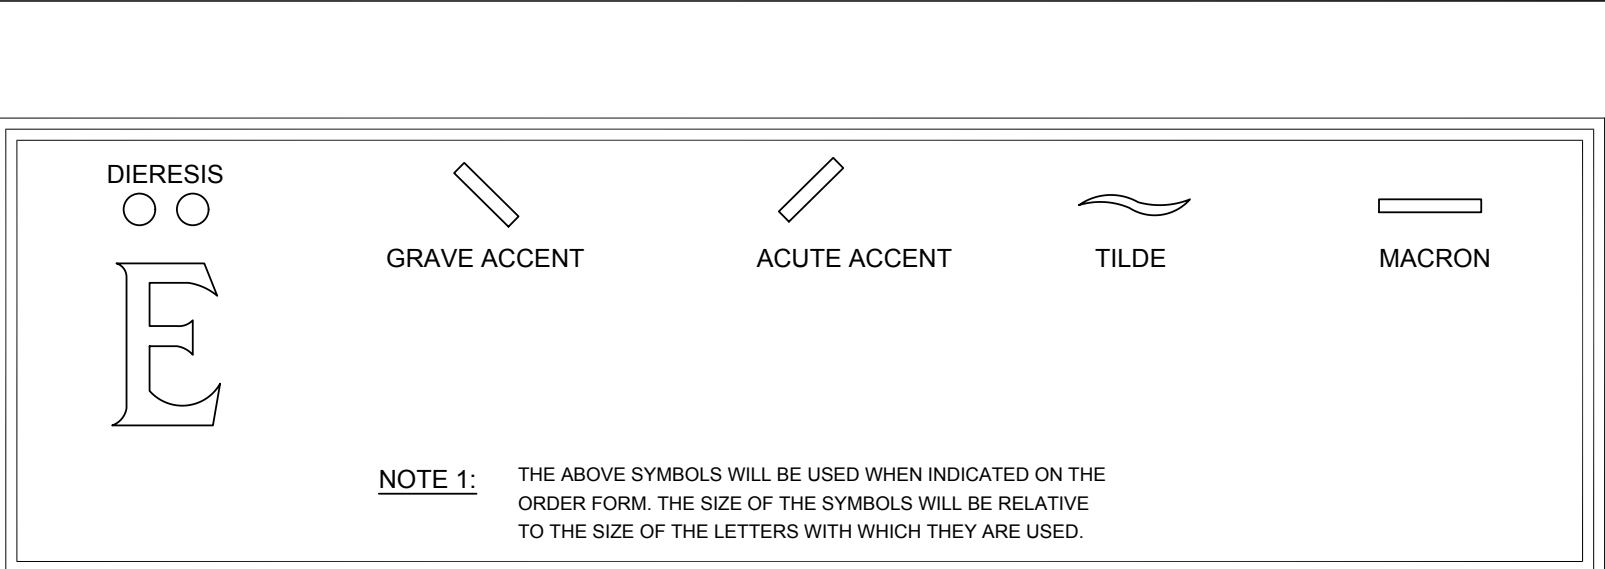 DIERESIS
GRAVE ACCENT
ACUTE ACCENT
TILDE
MACRON
E
NOTE 1:
THE ABOVE SYMBOLS WILL BE USED WHEN INDICATED ON THE
ORDER FORM. THE SIZE OF THE SYMBOLS WILL BE RELATIVE
TO THE SIZE OF THE LETTERS WITH WHICH THEY ARE USED.